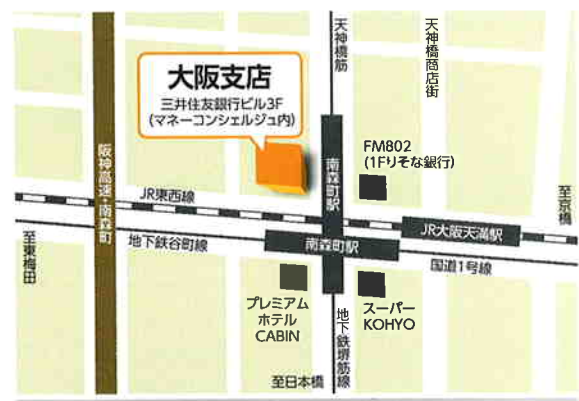 天神橋筋
天神橋商店街
大阪支店
三井住友銀行ビル3F
(マネーコンシェルジュ内)
FM802
(1Fりそな銀行)
南森町駅
阪神高速・南森町
JR東西線
至京橋
JR大阪天満駅
地下鉄谷町線
南森町駅
国道1号線
至東梅田
プレミアム
ホテル
CABIN
スーパー
KOHYO
地下鉄堺筋線
至日本橋